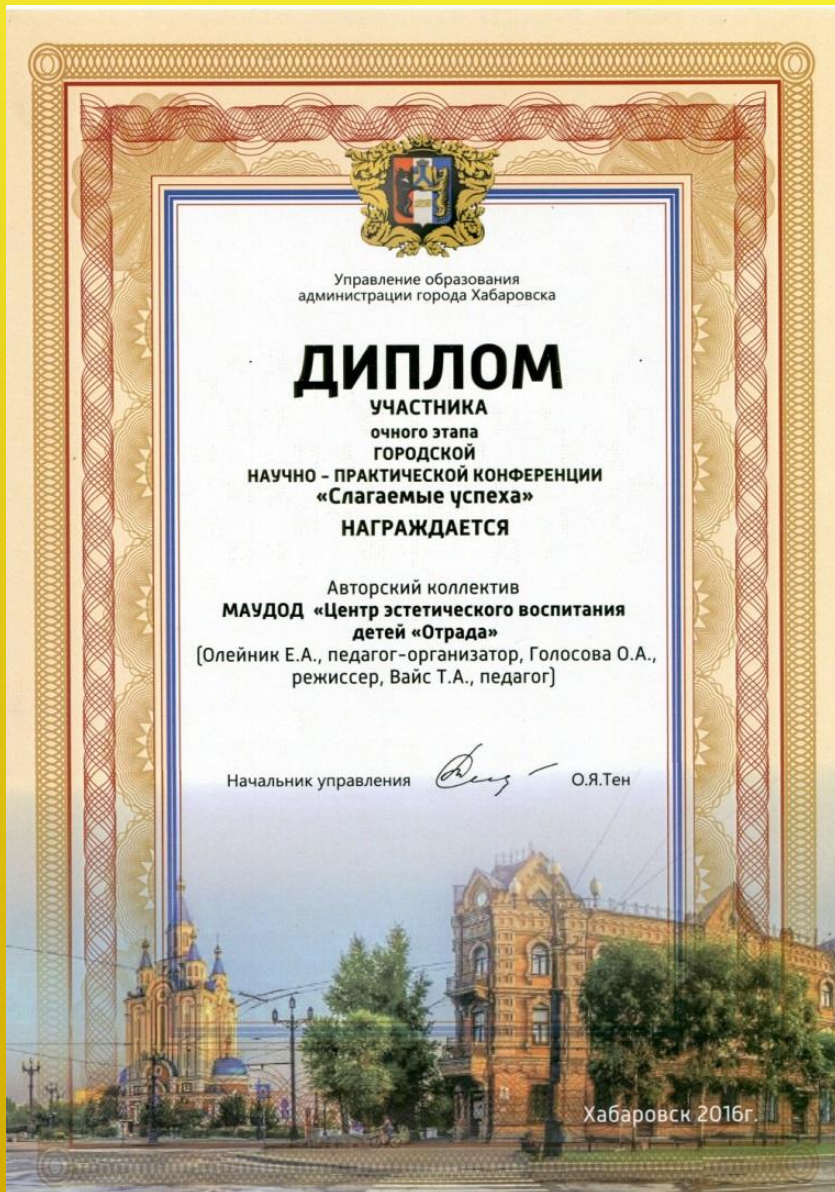 Управление образования
администрации города Хабаровска
ДИПЛОМ
УЧАСТНИКА
очного этапа
ГОРОДСКОЙ
НАУЧНО - ПРАКТИЧЕСКОЙ КОНФЕРЕНЦИИ
«Слагаемые успеха»
НАГРАЖДАЕТСЯ
Авторский коллектив
МАУДОД «Центр эстетического воспитания
детей «Отрада»
(Олейник Е.А., педагог-организатор, Голосова О.А.,
режиссер, Вайс Т.А., педагог)
Начальник управления О.Я.Тен
Хабаровск 2016г.